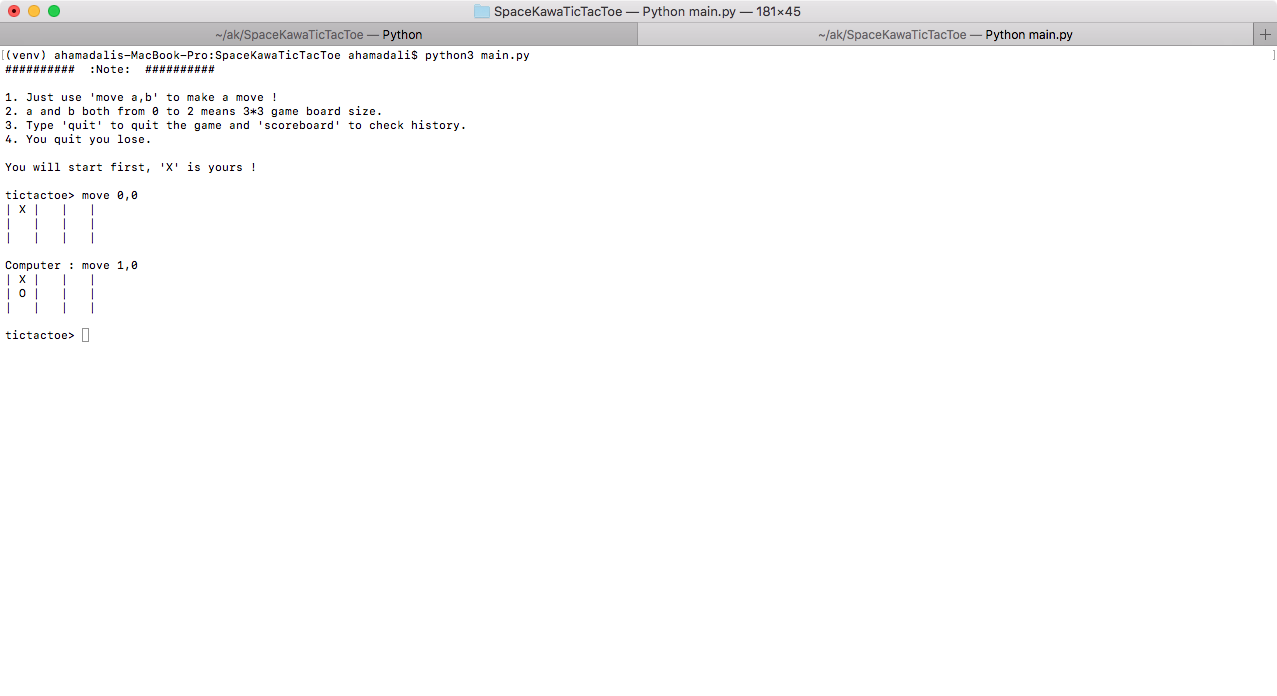 SpaceKawaTicTacToe — Python main.py — 181×45
~/ak/SpaceKawaTicTacToe — Python
~/ak/SpaceKawaTicTacToe — Python main.py
[(venv) ahamadalis-MacBook-Pro:SpaceKawaTicTacToe ahamadali$ python3 main.py ]
##########  :Note:  ##########
1. Just use 'move a,b' to make a move !
2. a and b both from 0 to 2 means 3*3 game board size.
3. Type 'quit' to quit the game and 'scoreboard' to check history.
4. You quit you lose.
You will start first, 'X' is yours !
tictactoe> move 0,0
| X |   |   |
|   |   |   |
|   |   |   |
Computer : move 1,0
| X |   |   |
| O |   |   |
|   |   |   |
tictactoe>